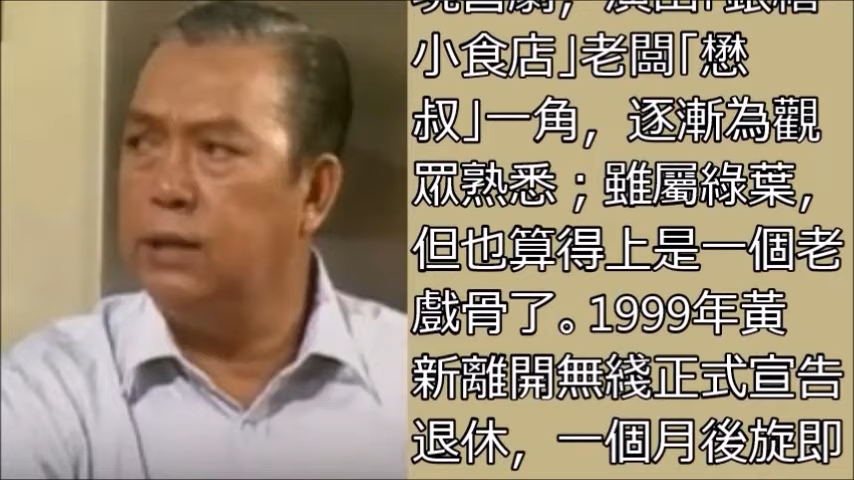 小食店」老闆「懋
叔」一角，逐漸為觀
眾熟悉；雖屬綠葉，
但也算得上是一個老
戲骨了。1999年黃
新離開無綫正式宣告
退休，一個月後旋即